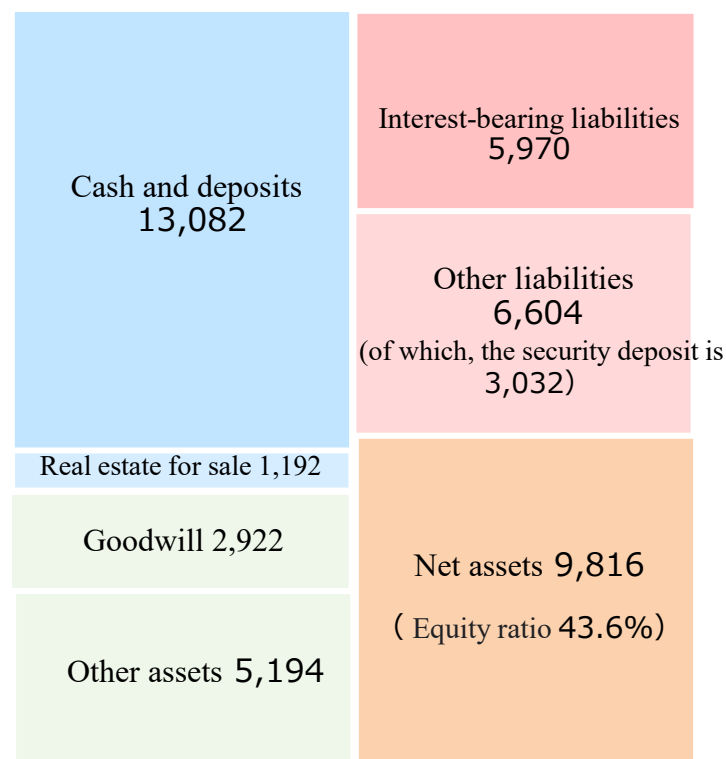 Cash and deposits
13,082
Real estate for sale 1,192
Goodwill 2,922
Other assets 5,194
Interest-bearing liabilities
5,970
Other liabilities
6,604
(of which, the security deposit is
3,032）
Net assets 9,816
（ Equity ratio 43.6%）